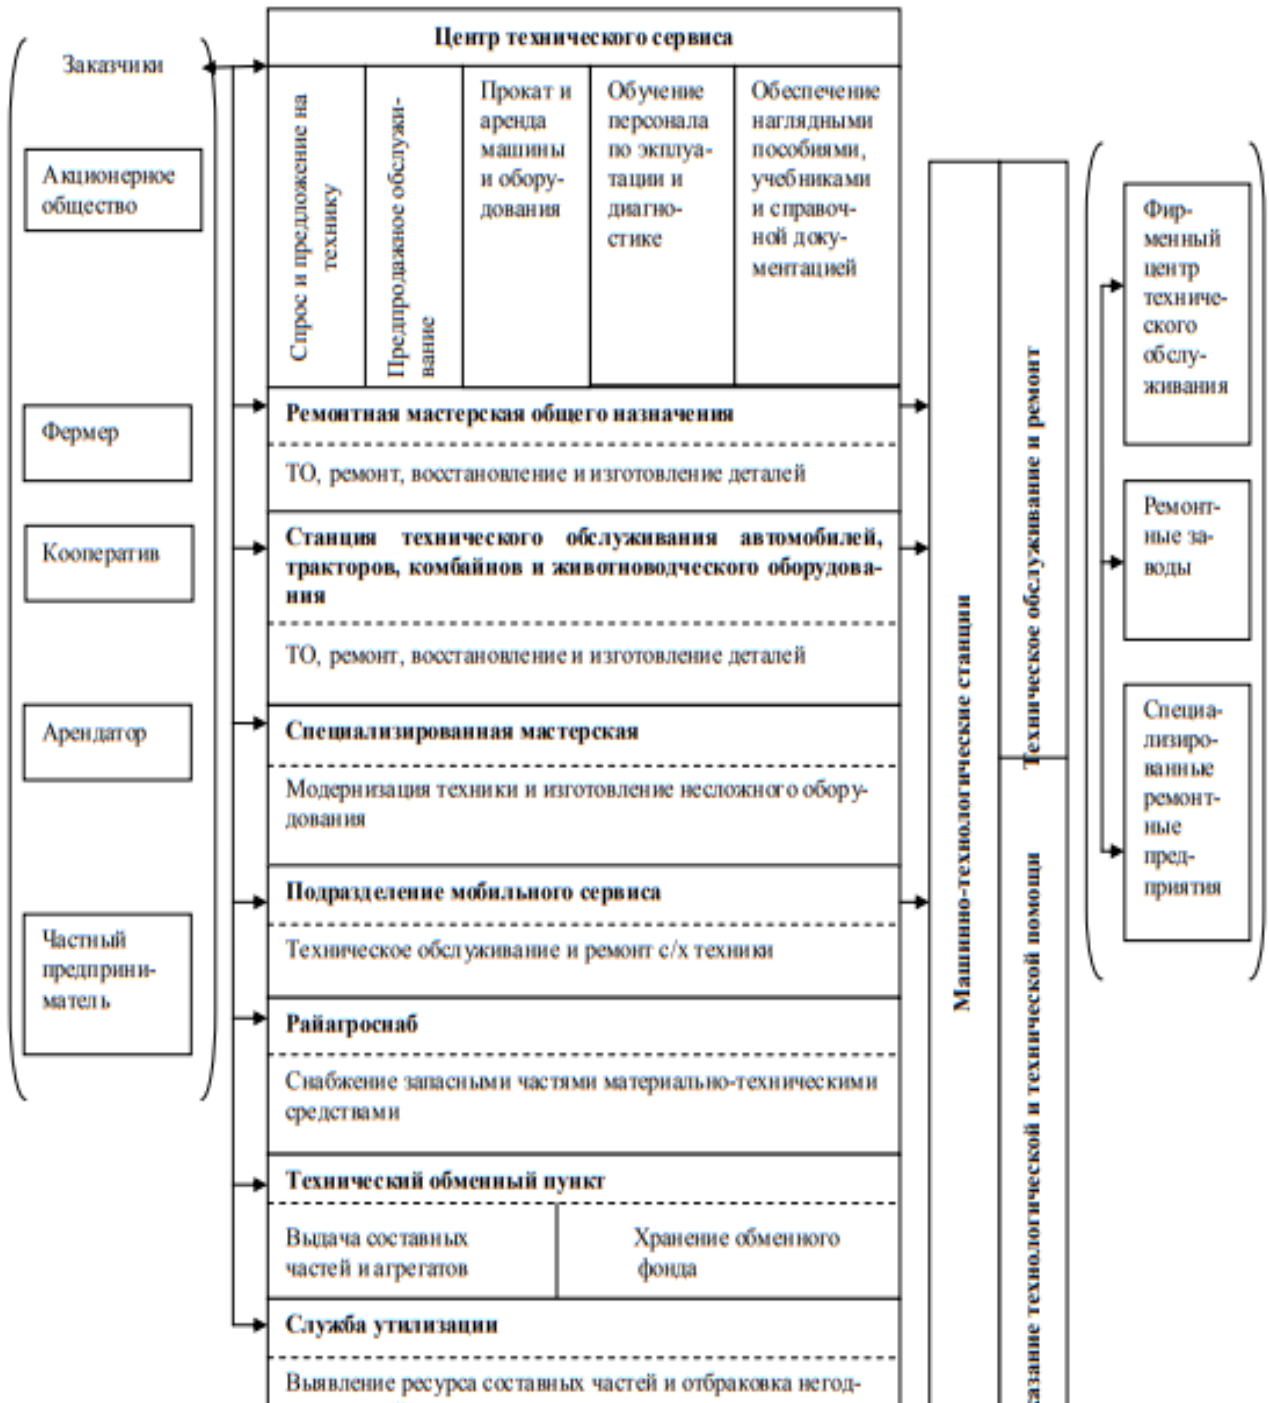 Заказчики
Акционерное
общество
Фермер
Кооператив
Арендатор
Частный
предприни-
матель
Центр технического сервиса
Спрос и предложение на
технику
Предпродажное обслужи-
вание
Прокат и
аренда
машины
и обору-
дования
Обучение
персонала
по экплуа-
тации и
диагно-
стике
Обеспечение
наглядными
пособиями,
учебниками
и справоч-
ной доку-
ментацией
Ремонтная мастерская общего назначения
ТО, ремонт, восстановление и изготовление деталей
Станция технического обслуживания автомобилей,
тракторов, комбайнов и животноводческого оборудова-
ния
ТО, ремонт, восстановление и изготовление деталей
Специализированная мастерская
Модернизация техники и изготовление несложного обору-
дования
Подразделение мобильного сервиса
Техническое обслуживание и ремонт с/х техники
Райагроснаб
Снабжение запасными частями материально-техническими
средствами
Технический обменный пункт
Выдача составных
частей и агрегатов
Хранение обменного
фонда
Служба утилизации
Выявление ресурса составных частей и отбраковка негод-
Машинно-технологические станции
Техническое обслуживание и ремонт
казание технологической и технической помощи
Фир-
менный
центр
техниче-
ского
обслу-
живания
Ремонт-
ные за-
воды
Специа-
лизиро-
ванные
ремонт-
ные
пред-
приятия